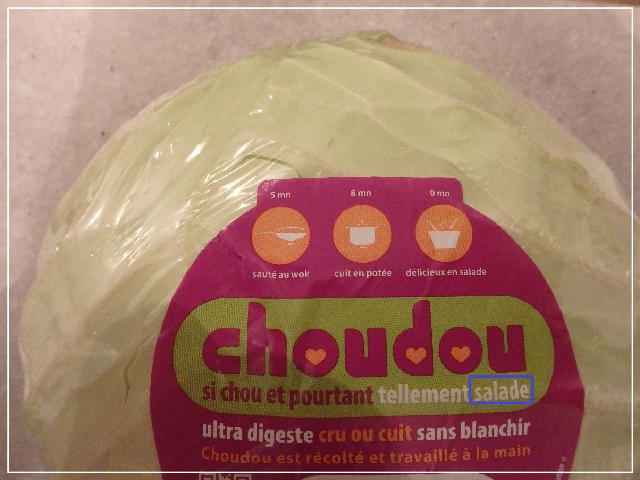 5 mn 8 mn 0 mn
sauté au wok cuit en potée délicieux en salade
choudou
si chou et pourtant tellement salade
ultra digeste cru ou cuit sans blanchir
Choudou est récolté et travaillé à la main